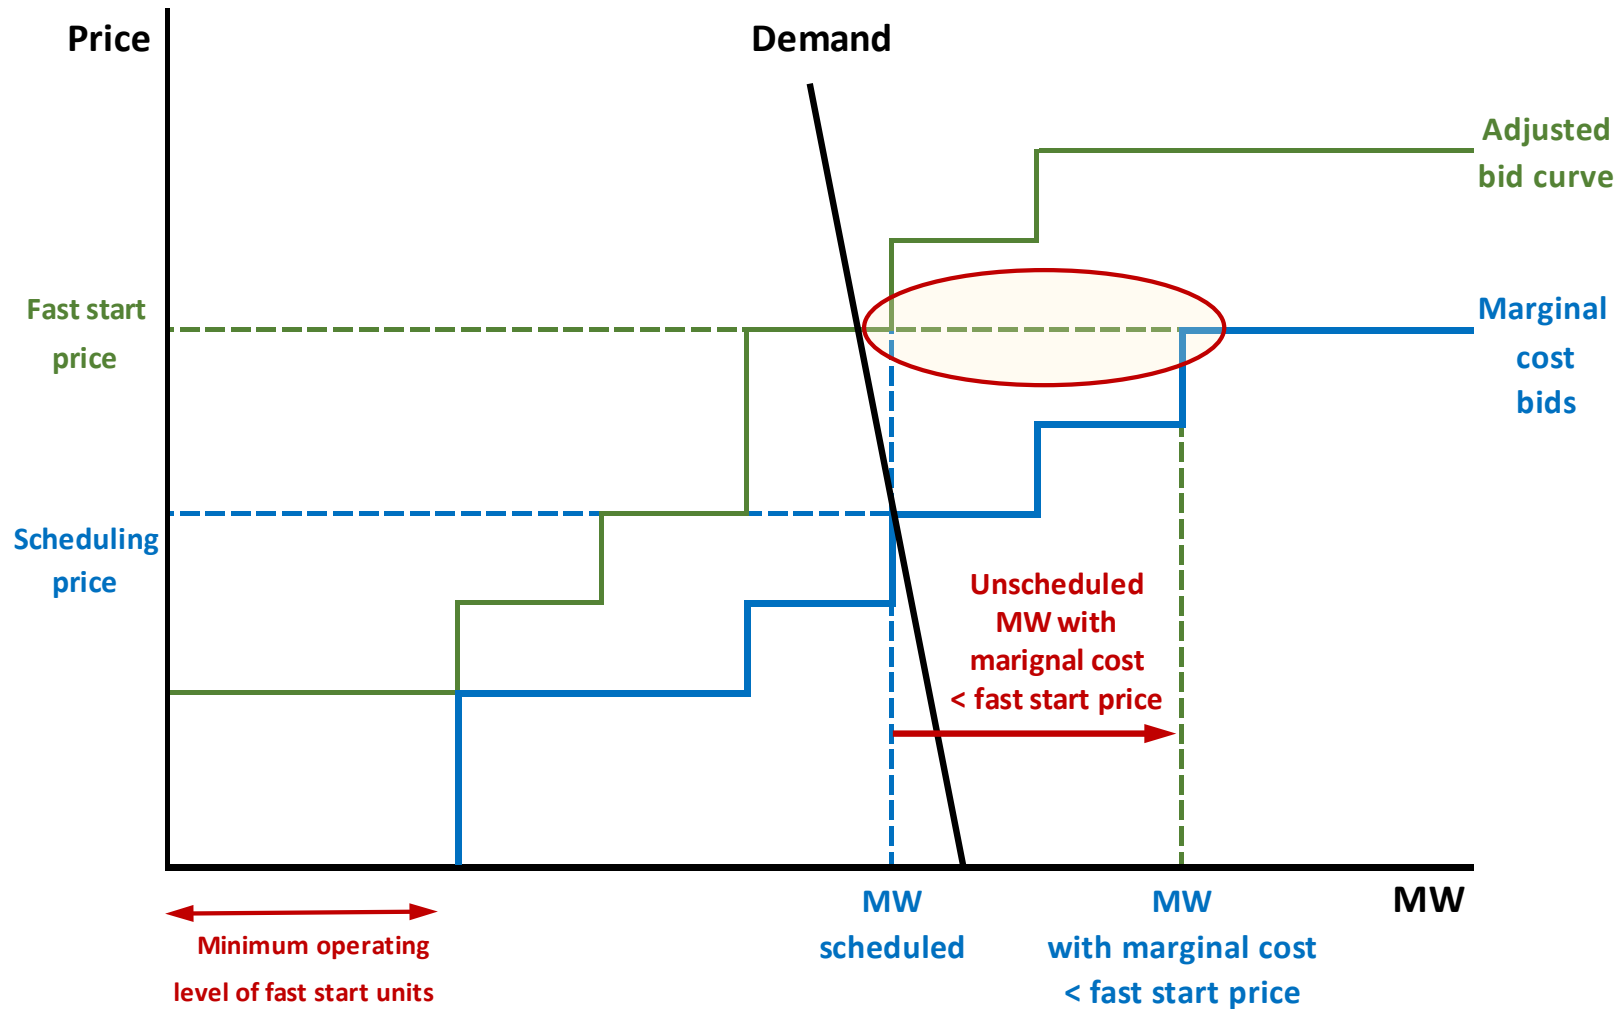 Price
Demand
Adjusted
bid curve
Fast start
price
Marginal
cost
bids
Scheduling
price
Unscheduled
MW with
marignal cost
< fast start price
MW
scheduled
MW
with marginal cost
< fast start price
MW
Minimum operating
level of fast start units